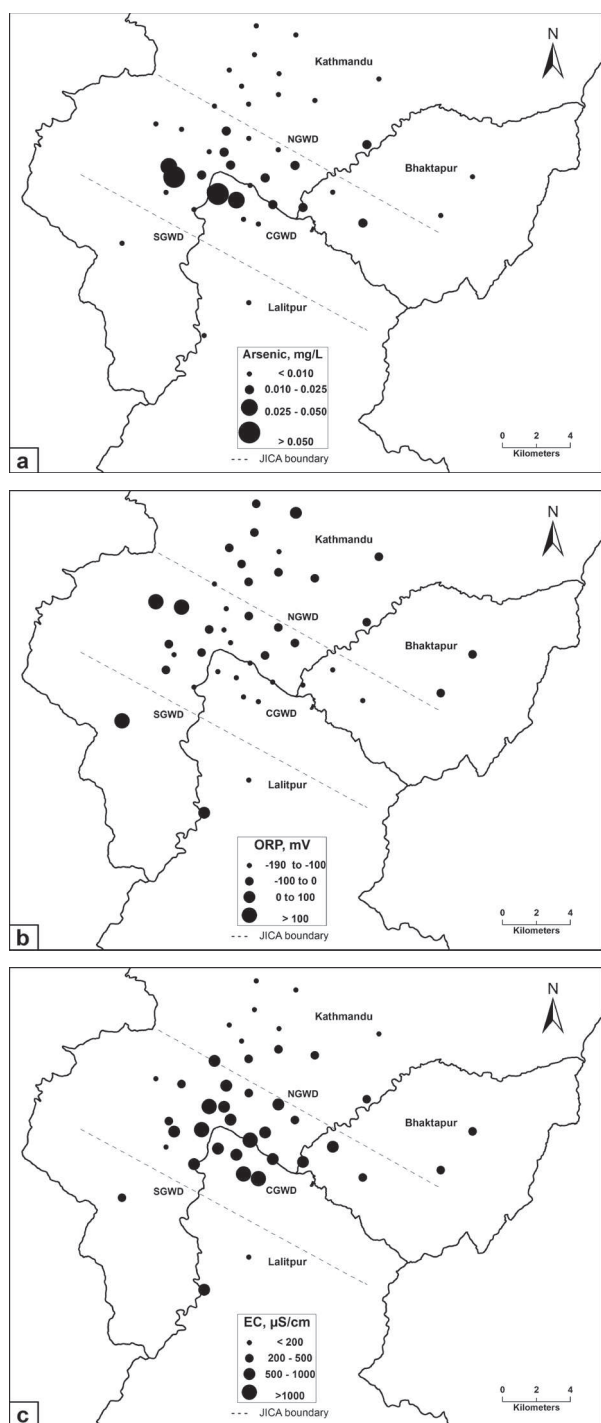 N
Kathmandu
NGWD
Bhaktapur
SGWD
CGWD
Lalitpur
Arsenic, mg/L
< 0.010
0.010 - 0.025
0.025 - 0.050
> 0.050
--- JICA boundary
0 2 4
Kilometers
a
N
Kathmandu
NGWD
Bhaktapur
SGWD
CGWD
Lalitpur
ORP, mV
-190 to -100
-100 to 0
0 to 100
> 100
--- JICA boundary
0 2 4
Kilometers
b
N
Kathmandu
NGWD
Bhaktapur
SGWD
CGWD
Lalitpur
EC, µS/cm
< 200
200 - 500
500 - 1000
>1000
--- JICA boundary
0 2 4
Kilometers
c